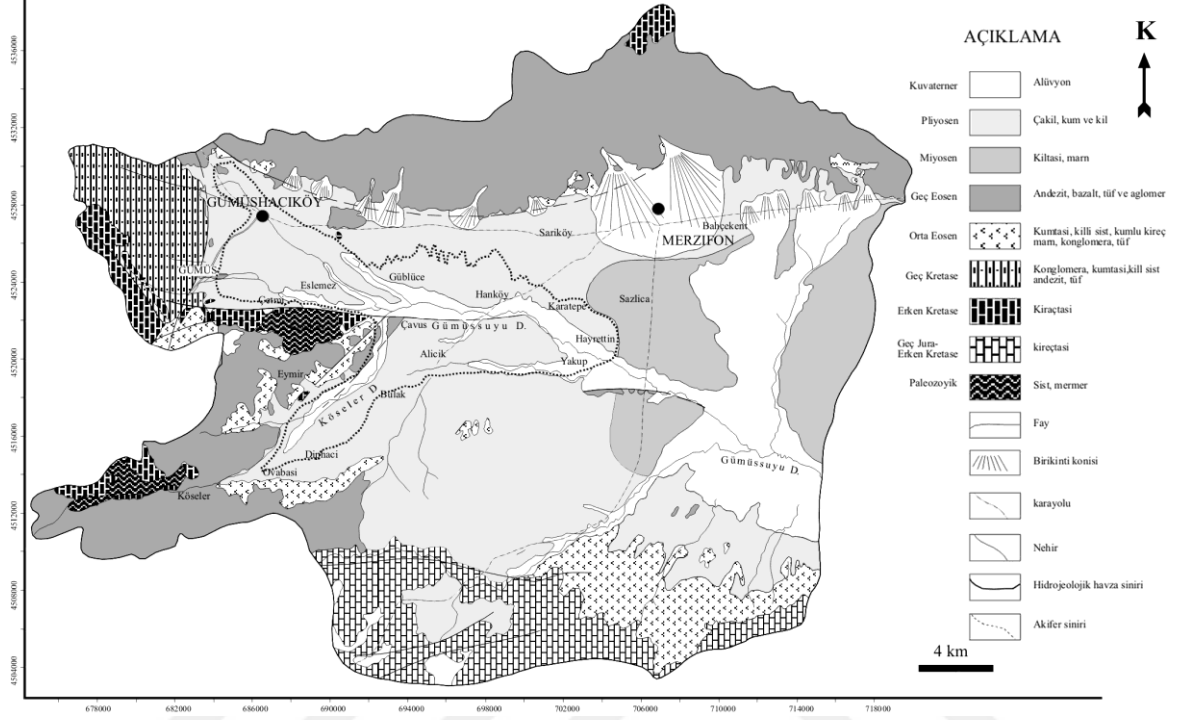 AÇIKLAMA
K
Kuvaterner
Alüvyon
Pliyosen
Çakil, kum ve kil
Miyosen
Kiltasi, marn
Geç Eosen
Andezit, bazalt, tüf ve aglomer
Orta Eosen
Kumtasi, killi sist, kumlu kireç
marn, konglomera, tüf
Geç Kretase
Konglomera, kumtasi,kill sist
andezit, tüf
Erken Kretase
Kiraçtasi
Geç Jura-
Erken Kretase
kireçtasi
Paleozoyik
Sist, mermer
Fay
Birikinti konisi
karayolu
Nehir
Hidrojeolojik havza siniri
Akifer siniri
4 km
GÜMÜSHACIKÖY
MERZIFON
Bahçekent
Sariköy
GÜMÜS
Güblüce
Eslemez
Hanköy
Karatepe
Sazlica
Çetmi
Çavus
Gümüssuyu D.
Hayrettin
Alicik
Yakup
Eymir
Bulak
Köseler D
Diphaci
Ovabasi
Köseler
Gümüssuyu D.
4536000
4532000
4528000
4524000
4520000
4516000
4512000
4508000
4504000
678000 682000 686000 690000 694000 698000 702000 706000 710000 714000 718000